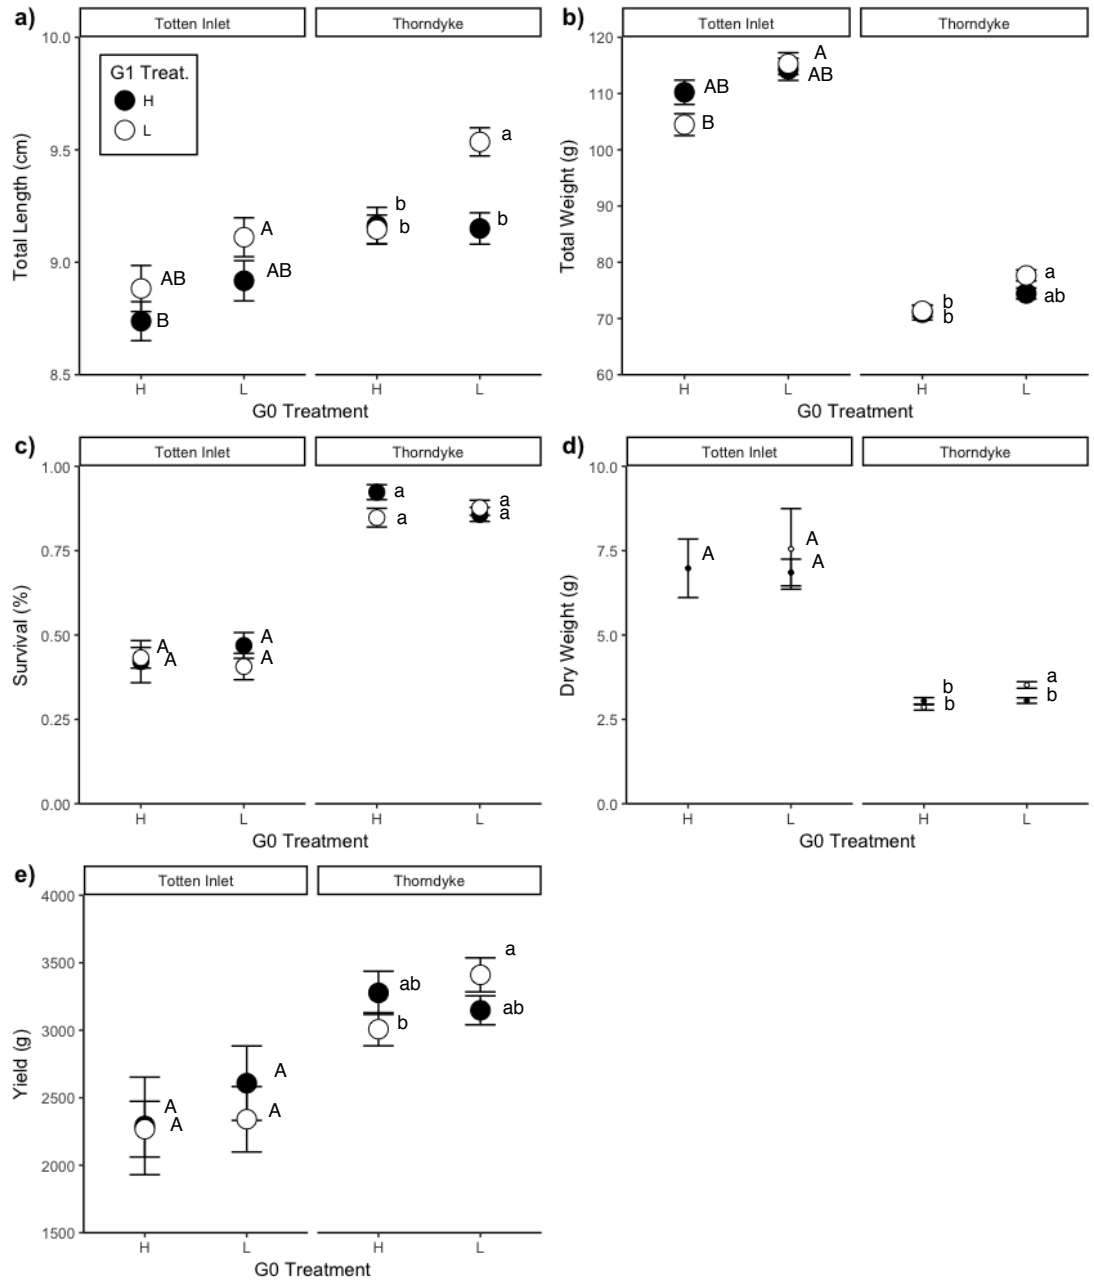 a)
Totten Inlet
Thorndyke
10.0
9.5
9.0
8.5
Total Length (cm)
G1 Treat.
H
L
AB
B
A
AB
b
b
a
b
H
L
H
L
G0 Treatment
b)
Totten Inlet
Thorndyke
120
110
100
90
80
70
60
Total Weight (g)
AB
B
A
AB
b
b
a
ab
H
L
H
L
G0 Treatment
c)
Totten Inlet
Thorndyke
1.00
0.75
0.50
0.25
0.00
Survival (%)
A
A
A
A
a
a
a
a
H
L
H
L
G0 Treatment
d)
Totten Inlet
Thorndyke
10.0
7.5
5.0
2.5
0.0
Dry Weight (g)
A
A
A
b
b
a
b
H
L
H
L
G0 Treatment
e)
Totten Inlet
Thorndyke
4000
3500
3000
2500
2000
1500
Yield (g)
A
A
A
A
ab
b
a
ab
H
L
H
L
G0 Treatment